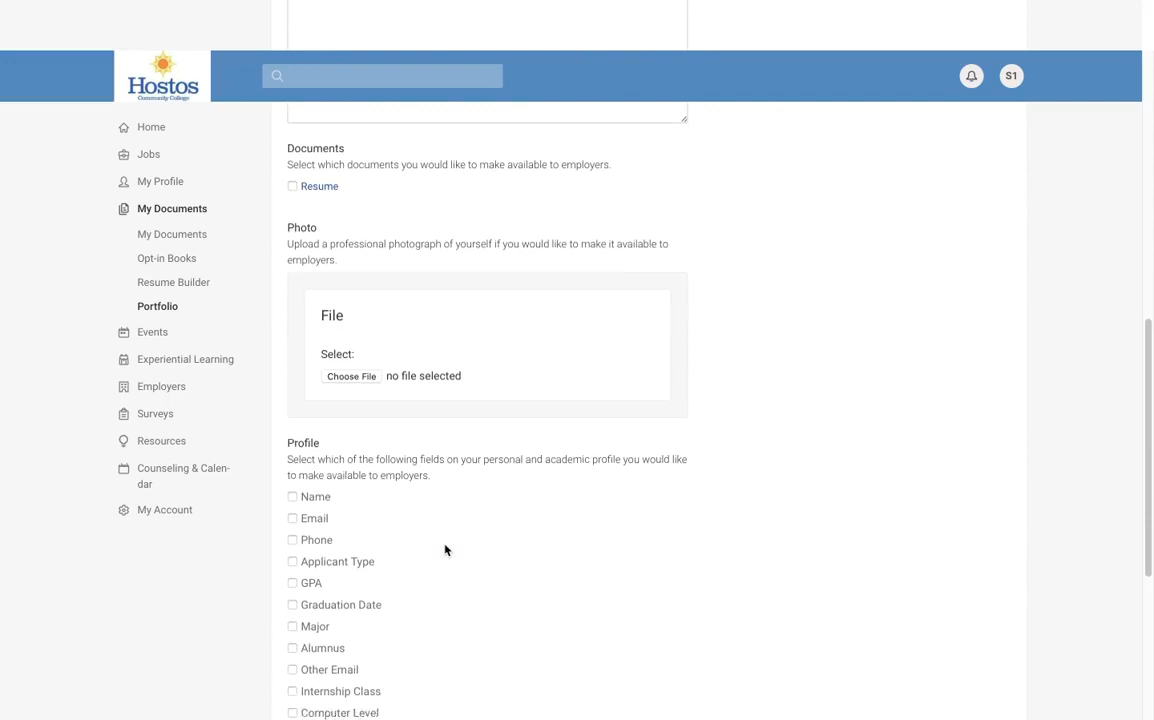 Hostos
Community College
S1
Home
Jobs
My Profile
My Documents
My Documents
Opt-in Books
Resume Builder
Portfolio
Events
Experiential Learning
Employers
Surveys
Resources
Counseling & Calen-
dar
My Account
Documents
Select which documents you would like to make available to employers.
Resume
Photo
Upload a professional photograph of yourself if you would like to make it available to
employers.
File
Select:
Choose File no file selected
Profile
Select which of the following fields on your personal and academic profile you would like
to make available to employers.
Name
Email
Phone
Applicant Type
GPA
Graduation Date
Major
Alumnus
Other Email
Internship Class
Computer Level